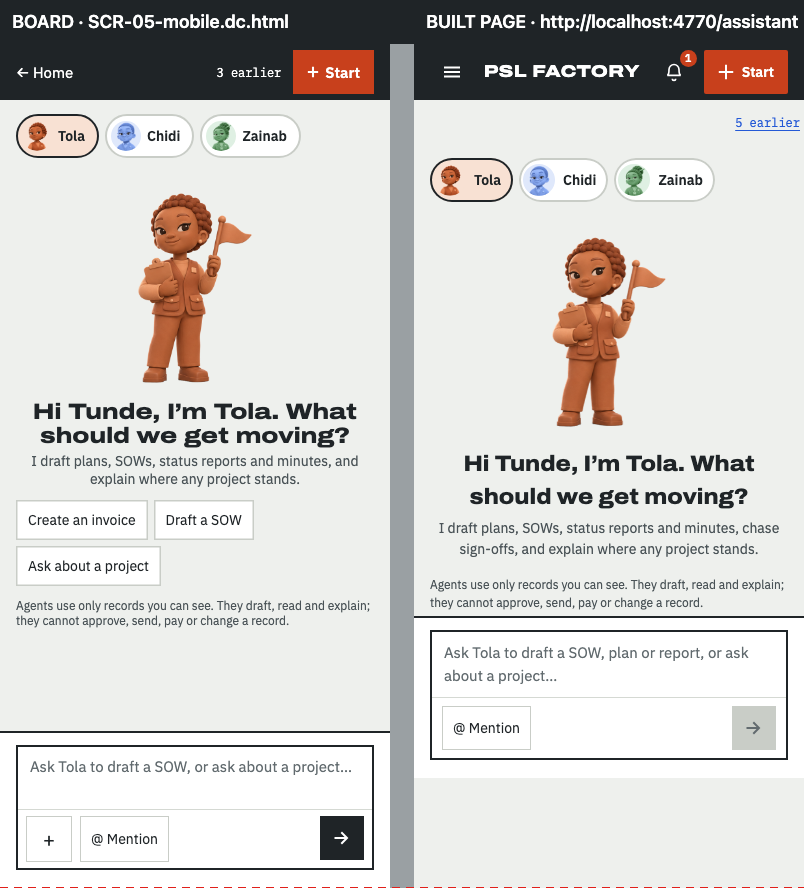 BOARD · SCR-05-mobile.dc.html
← Home
3 earlier
+ Start
Tola
Chidi
Zainab
Hi Tunde, I’m Tola. What
should we get moving?
I draft plans, SOWs, status reports and minutes, and
explain where any project stands.
Create an invoice
Draft a SOW
Ask about a project
Agents use only records you can see. They draft, read and explain;
they cannot approve, send, pay or change a record.
Ask Tola to draft a SOW, or ask about a project...
+
@ Mention
→
BUILT PAGE · http://localhost:4770/assistant
PSL FACTORY
1
+ Start
5 earlier
Tola
Chidi
Zainab
Hi Tunde, I’m Tola. What
should we get moving?
I draft plans, SOWs, status reports and minutes, chase
sign-offs, and explain where any project stands.
Agents use only records you can see. They draft, read and explain;
they cannot approve, send, pay or change a record.
Ask Tola to draft a SOW, plan or report, or ask
about a project...
@ Mention
→